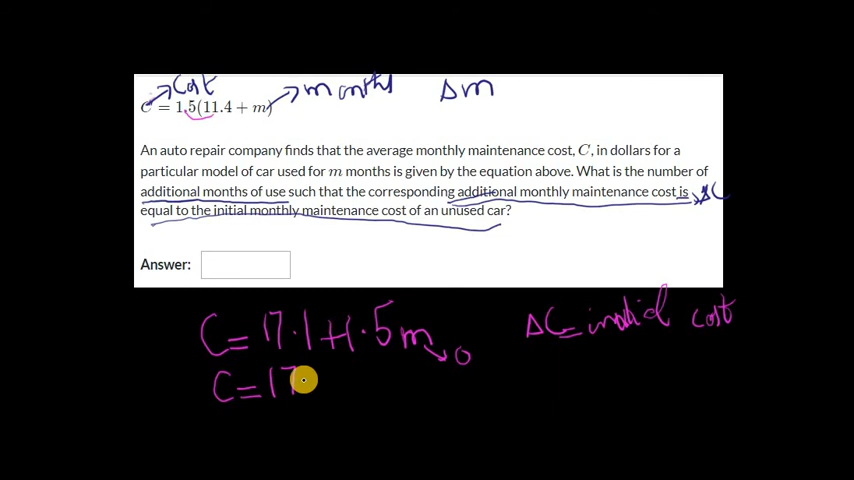 Cost
months Δm
C = 1.5(11.4 + m)
An auto repair company finds that the average monthly maintenance cost, C, in dollars for a
particular model of car used for m months is given by the equation above. What is the number of
additional months of use such that the corresponding additional monthly maintenance cost is ΔC
equal to the initial monthly maintenance cost of an unused car?
Answer:
C = 17.1 + 1.5m 0
ΔC = initial cost
C = 17